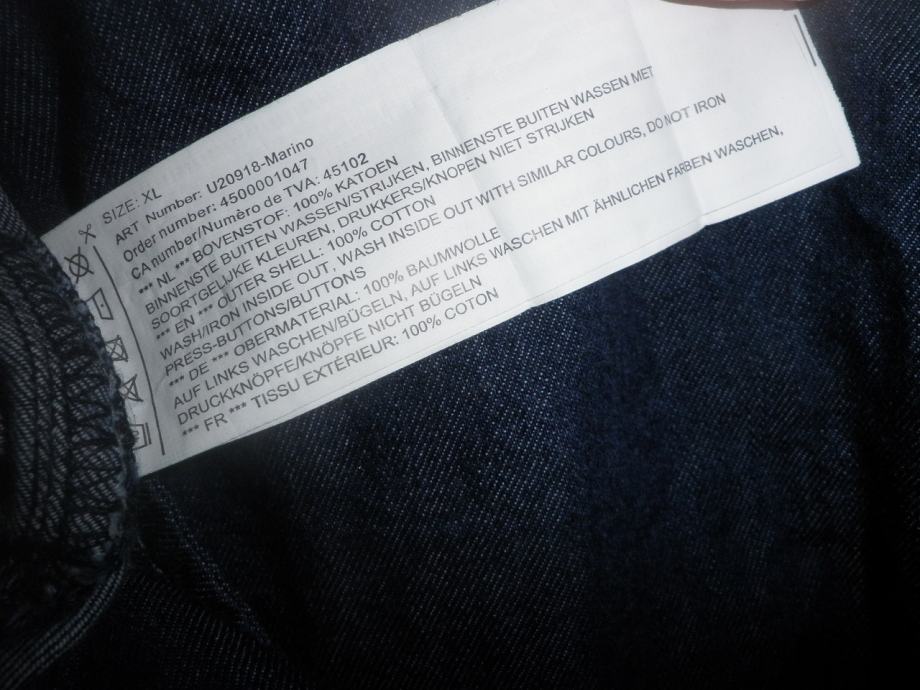 SIZE: XL
ART Number: U20918-Marino
Order number: 4500001047
CA number/Numéro de TVA: 45102
*** NL *** BOVENSTOF: 100% KATOEN
BINNENSTE BUITEN WASSEN/STRIJKEN, BINNENSTE BUITEN WASSEN MET
SOORTGELIJKE KLEUREN, DRUKKERS/KNOPEN NIET STRIJKEN
*** EN *** OUTER SHELL: 100% COTTON
WASH/IRON INSIDE OUT, WASH INSIDE OUT WITH SIMILAR COLOURS, DO NOT IRON
PRESS-BUTTONS/BUTTONS
*** DE *** OBERMATERIAL: 100% BAUMWOLLE
AUF LINKS WASCHEN/BÜGELN, AUF LINKS WASCHEN MIT ÄHNLICHEN FARBEN WASCHEN,
DRUCKKNÖPFE/KNÖPFE NICHT BÜGELN
*** FR *** TISSU EXTÉRIEUR: 100% COTON